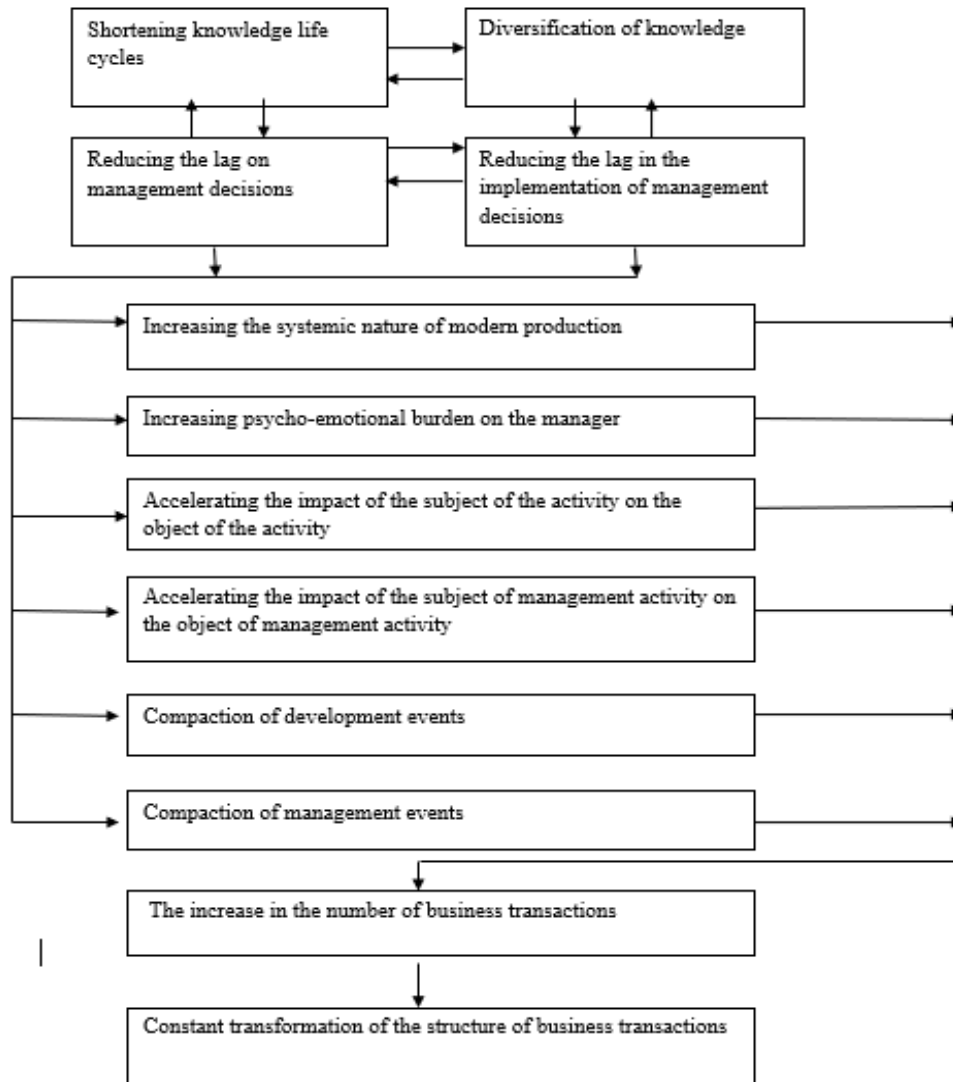 Shortening knowledge life
cycles
Diversification of knowledge
Reducing the lag on
management decisions
Reducing the lag in the
implementation of management
decisions
Increasing the systemic nature of modern production
Increasing psycho-emotional burden on the manager
Accelerating the impact of the subject of the activity on the
object of the activity
Accelerating the impact of the subject of management activity on
the object of management activity
Compaction of development events
Compaction of management events
The increase in the number of business transactions
Constant transformation of the structure of business transactions